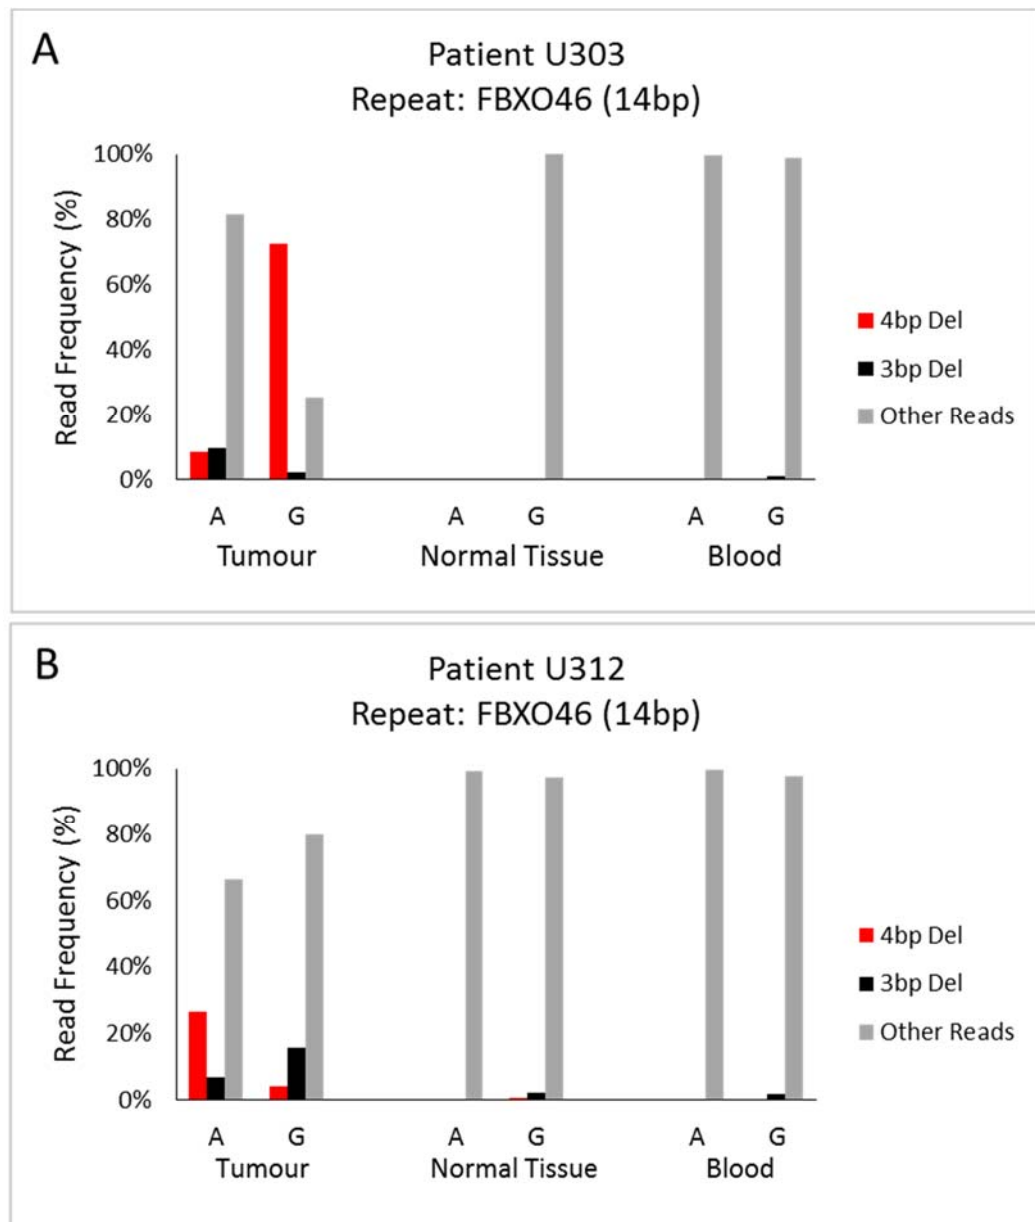 A
Patient U303
Repeat: FBXO46 (14bp)
Read Frequency (%)
100%
80%
60%
40%
20%
0%
A G A G A G
Tumour Normal Tissue Blood
4bp Del
3bp Del
Other Reads
B
Patient U312
Repeat: FBXO46 (14bp)
Read Frequency (%)
100%
80%
60%
40%
20%
0%
A G A G A G
Tumour Normal Tissue Blood
4bp Del
3bp Del
Other Reads